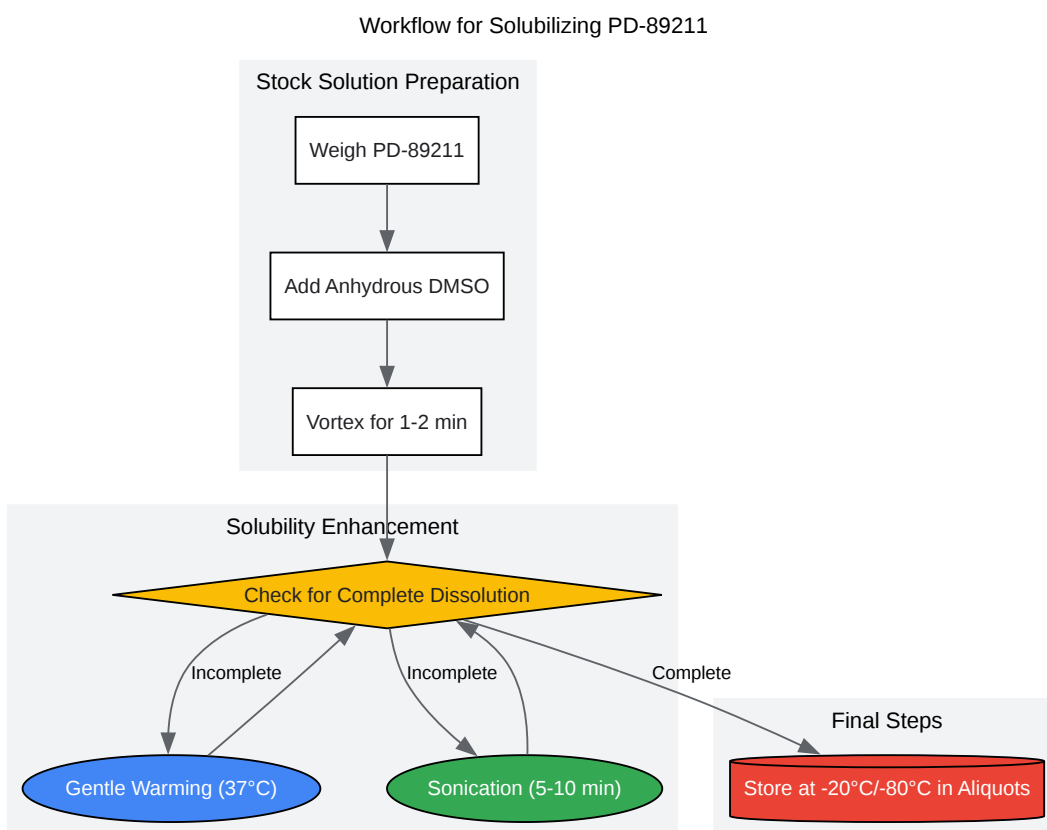 Workflow for Solubilizing PD-89211
Stock Solution Preparation
Weigh PD-89211
Add Anhydrous DMSO
Vortex for 1-2 min
Solubility Enhancement
Check for Complete Dissolution
Incomplete
Incomplete
Complete
Final Steps
Gentle Warming (37°C)
Sonication (5-10 min)
Store at -20°C/-80°C in Aliquots